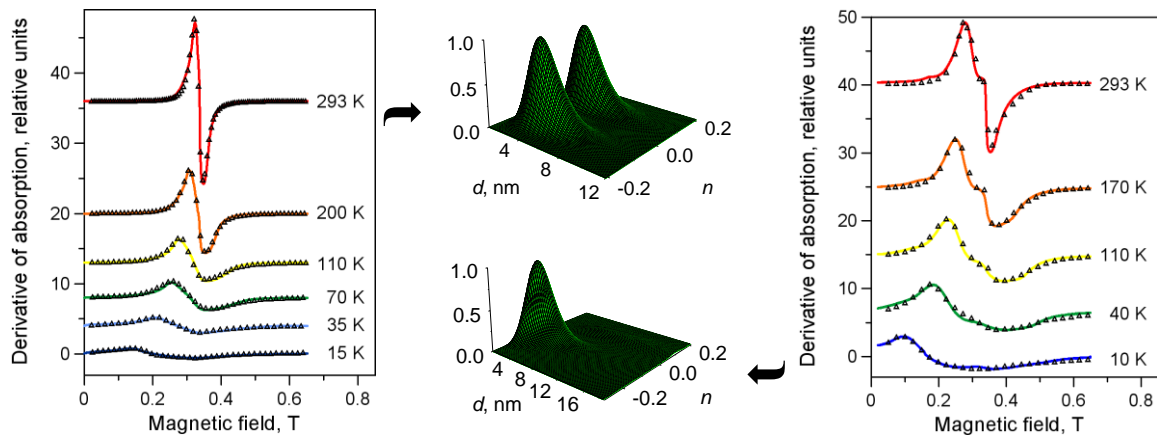 Derivative of absorption, relative units
40
30
20
10
0
293 K
200 K
110 K
70 K
35 K
15 K
0 0.2 0.4 0.6 0.8
Magnetic field, T
1.0
0.5
0.0
4
8
12
d, nm
-0.2
0.0
0.2
n
1.0
0.5
0.0
4
8
12
16
d, nm
-0.2
0.0
0.2
n
Derivative of absorption, relative units
50
40
30
20
10
0
293 K
170 K
110 K
40 K
10 K
0 0.2 0.4 0.6 0.8
Magnetic field, T